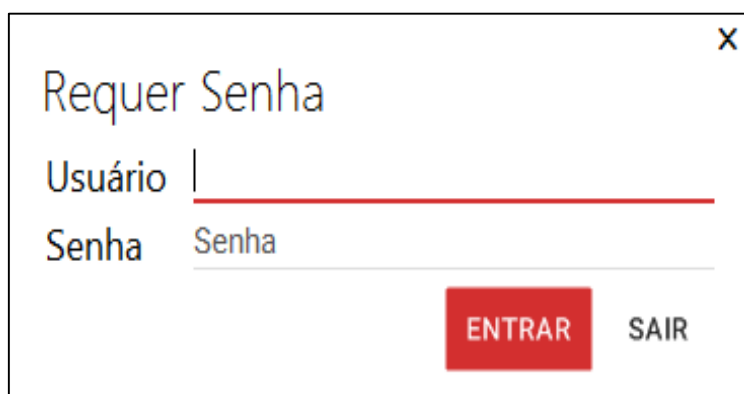 X
Requer Senha
Usuário
Senha Senha
ENTRAR SAIR